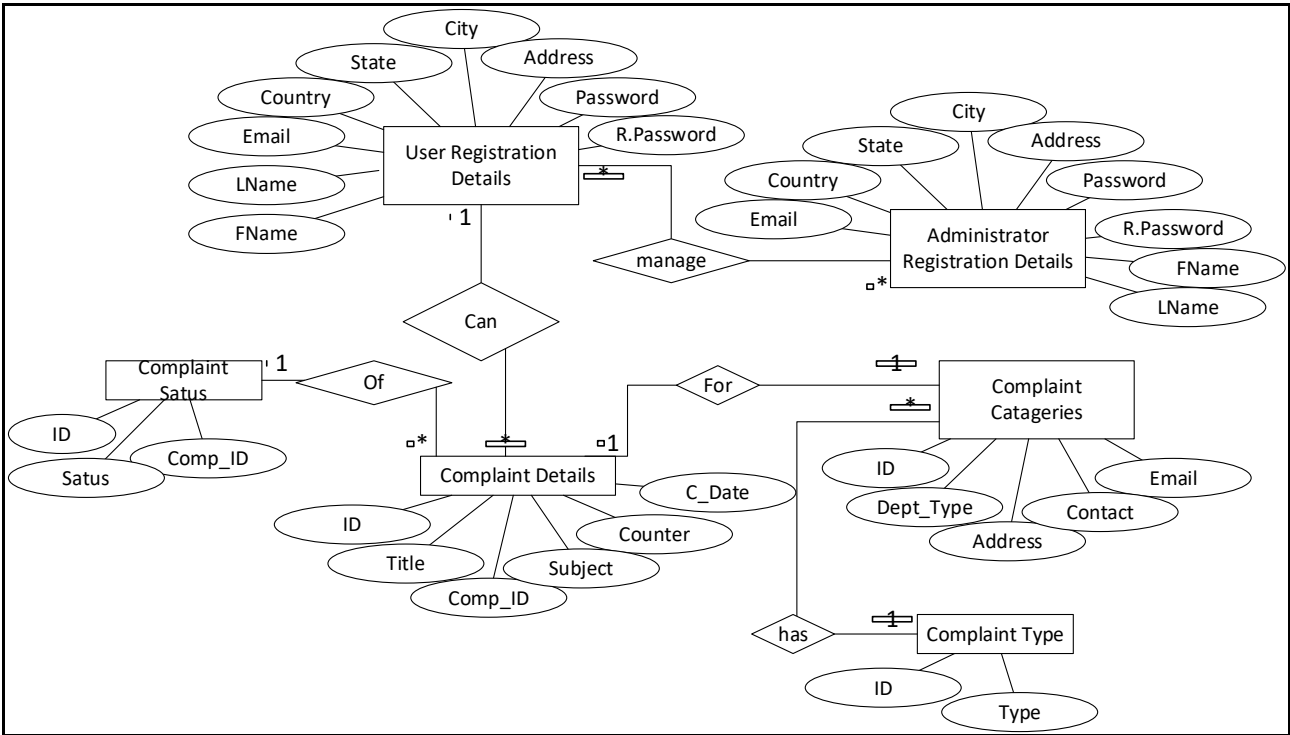 City
State
Address
Country
Password
Email
R.Password
User Registration
Details
LName
FName
*
1
City
State
Address
Country
Password
Email
R.Password
Administrator
Registration Details
FName
LName
manage
*
Can
Complaint
Satus
1
Of
ID
Satus
Comp_ID
For
1
*
Complaint
Catageries
*
*
1
Complaint Details
C_Date
ID
Counter
Title
Subject
Comp_ID
ID
Email
Dept_Type
Contact
Address
has
1
Complaint Type
ID
Type